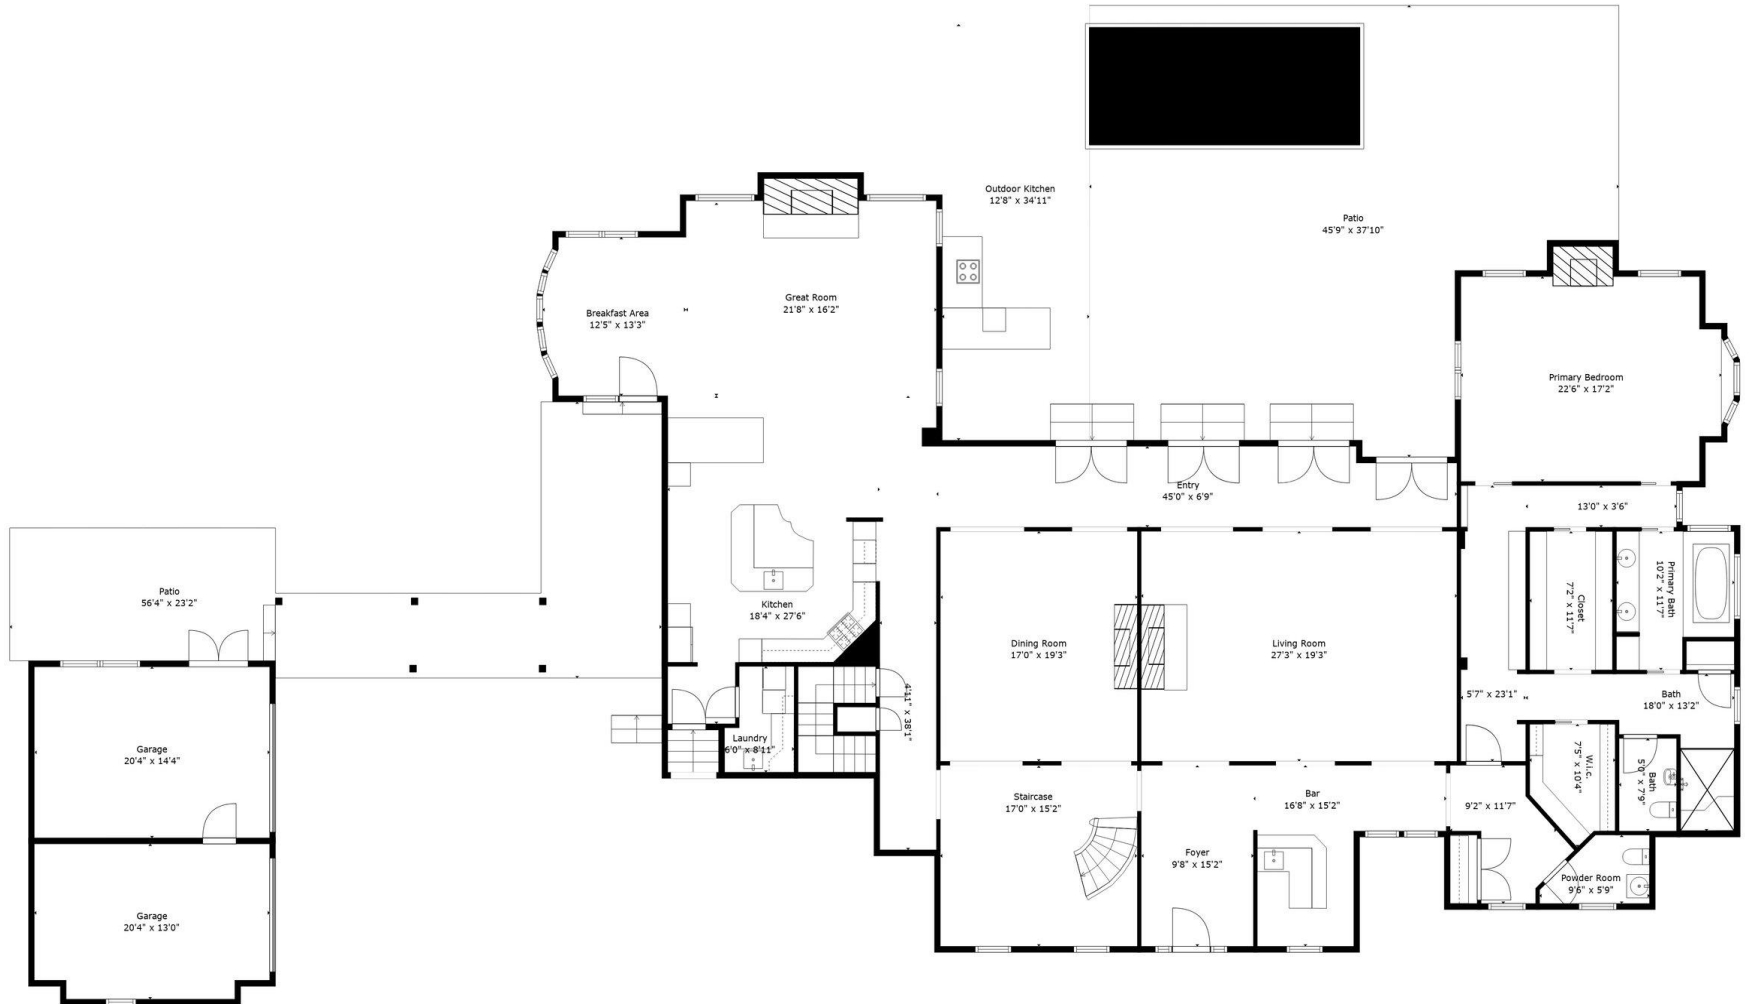 Outdoor Kitchen
12'8" x 34'11"
Patio
45'9" x 37'10"
Great Room
21'8" x 16'2"
Breakfast Area
12'5" x 13'3"
Primary Bedroom
22'6" x 17'2"
Entry
45'0" x 6'9"
13'0" x 3'6"
Patio
56'4" x 23'2"
Kitchen
18'4" x 27'6"
Dining Room
17'0" x 19'3"
Living Room
27'3" x 19'3"
Closet
7'2" x 11'7"
Primary Bath
10'2" x 11'7"
5'7" x 23'1"
Bath
18'0" x 13'2"
4'11" x 38'1"
Laundry
6'0" x 8'11"
Garage
20'4" x 14'4"
Staircase
17'0" x 15'2"
Bar
16'8" x 15'2"
9'2" x 11'7"
W.i.c.
7'5" x 10'4"
Bath
5'0" x 7'9"
Foyer
9'8" x 15'2"
Powder Room
9'6" x 5'9"
Garage
20'4" x 13'0"